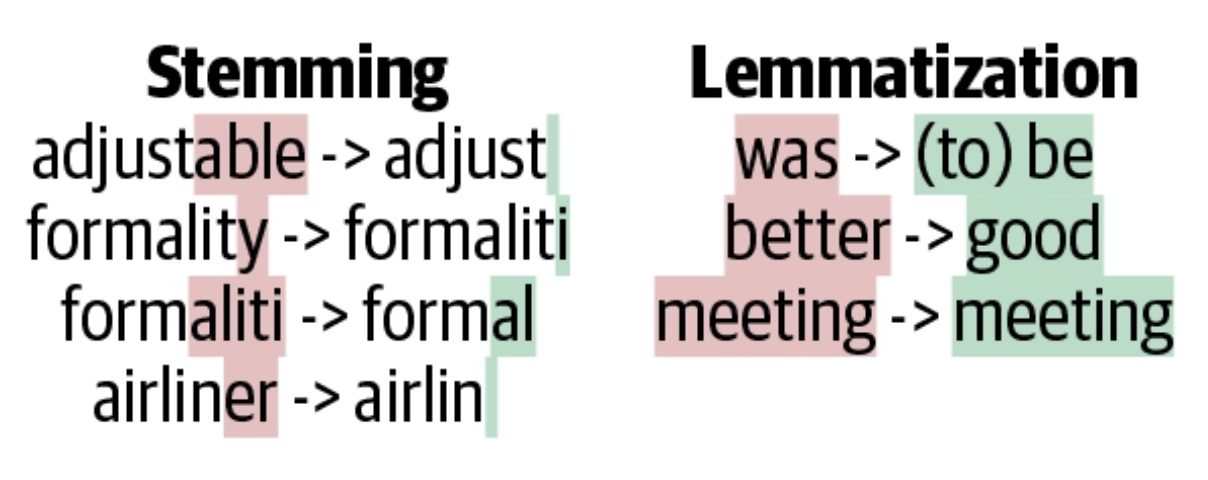 Stemming
adjustable -> adjust
formality -> formaliti
formaliti -> formal
airliner -> airlin
Lemmatization
was -> (to) be
better -> good
meeting -> meeting